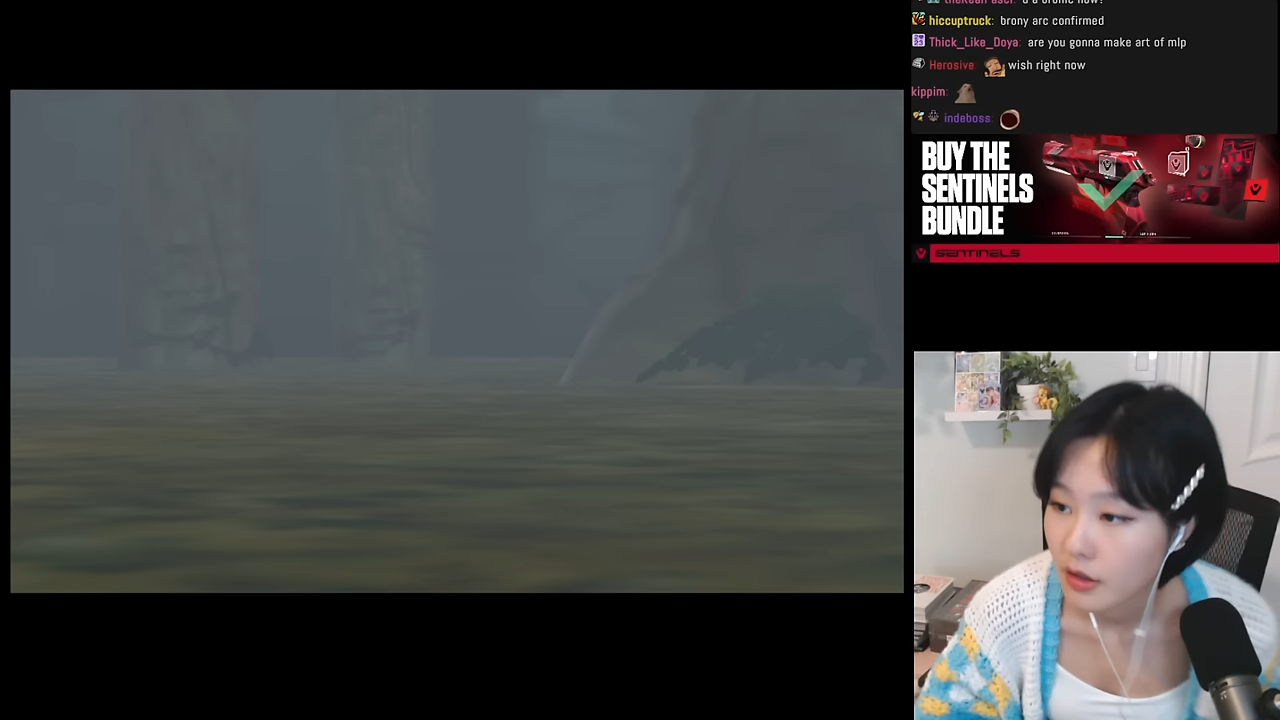 hiccuptruck: brony arc confirmed
Thick_Like_Doya: are you gonna make art of mlp
Herosive wish right now
kippim:
indeboss:
BUY THE
SENTINELS
BUNDLE
SENTINELS